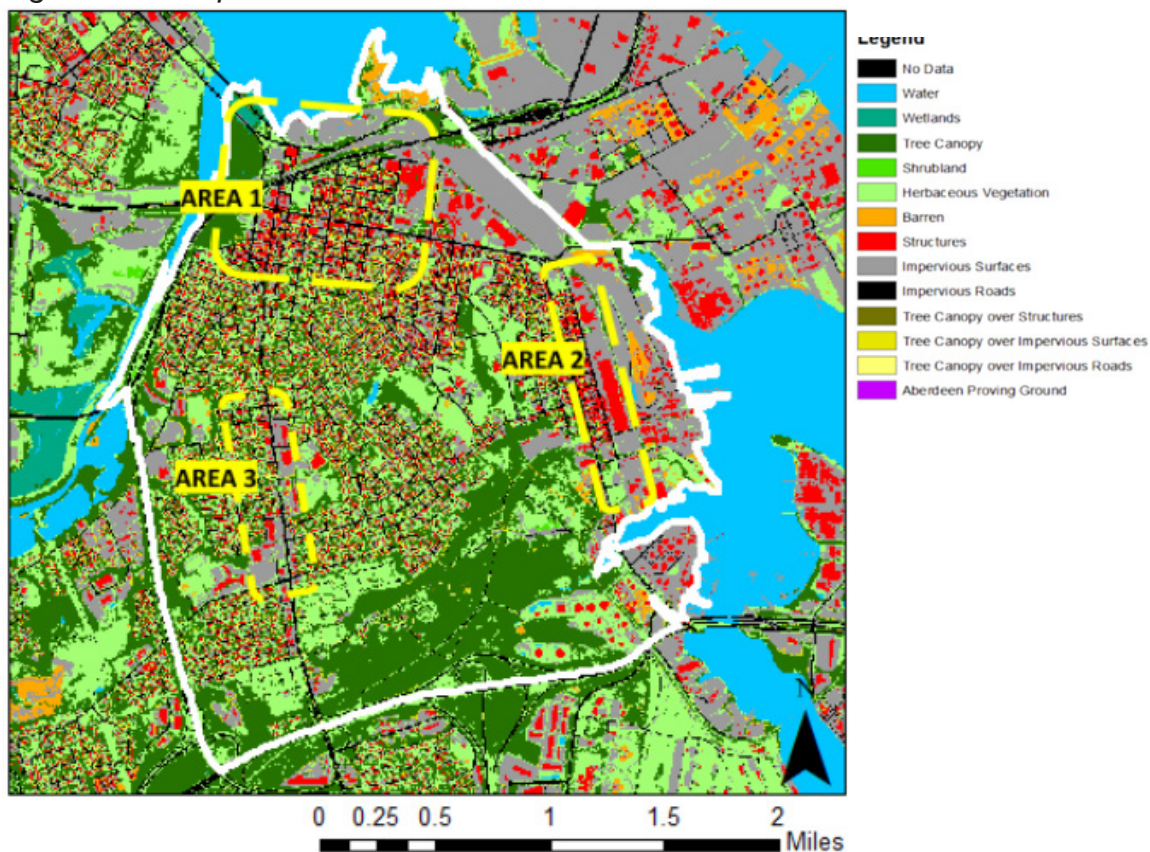 Legend
No Data
Water
Wetlands
Tree Canopy
Shrubland
Herbaceous Vegetation
Barren
Structures
Impervious Surfaces
Impervious Roads
Tree Canopy over Structures
Tree Canopy over Impervious Surfaces
Tree Canopy over Impervious Roads
Aberdeen Proving Ground
AREA 1
AREA 2
AREA 3
N
0 0.25 0.5 1 1.5 2
Miles